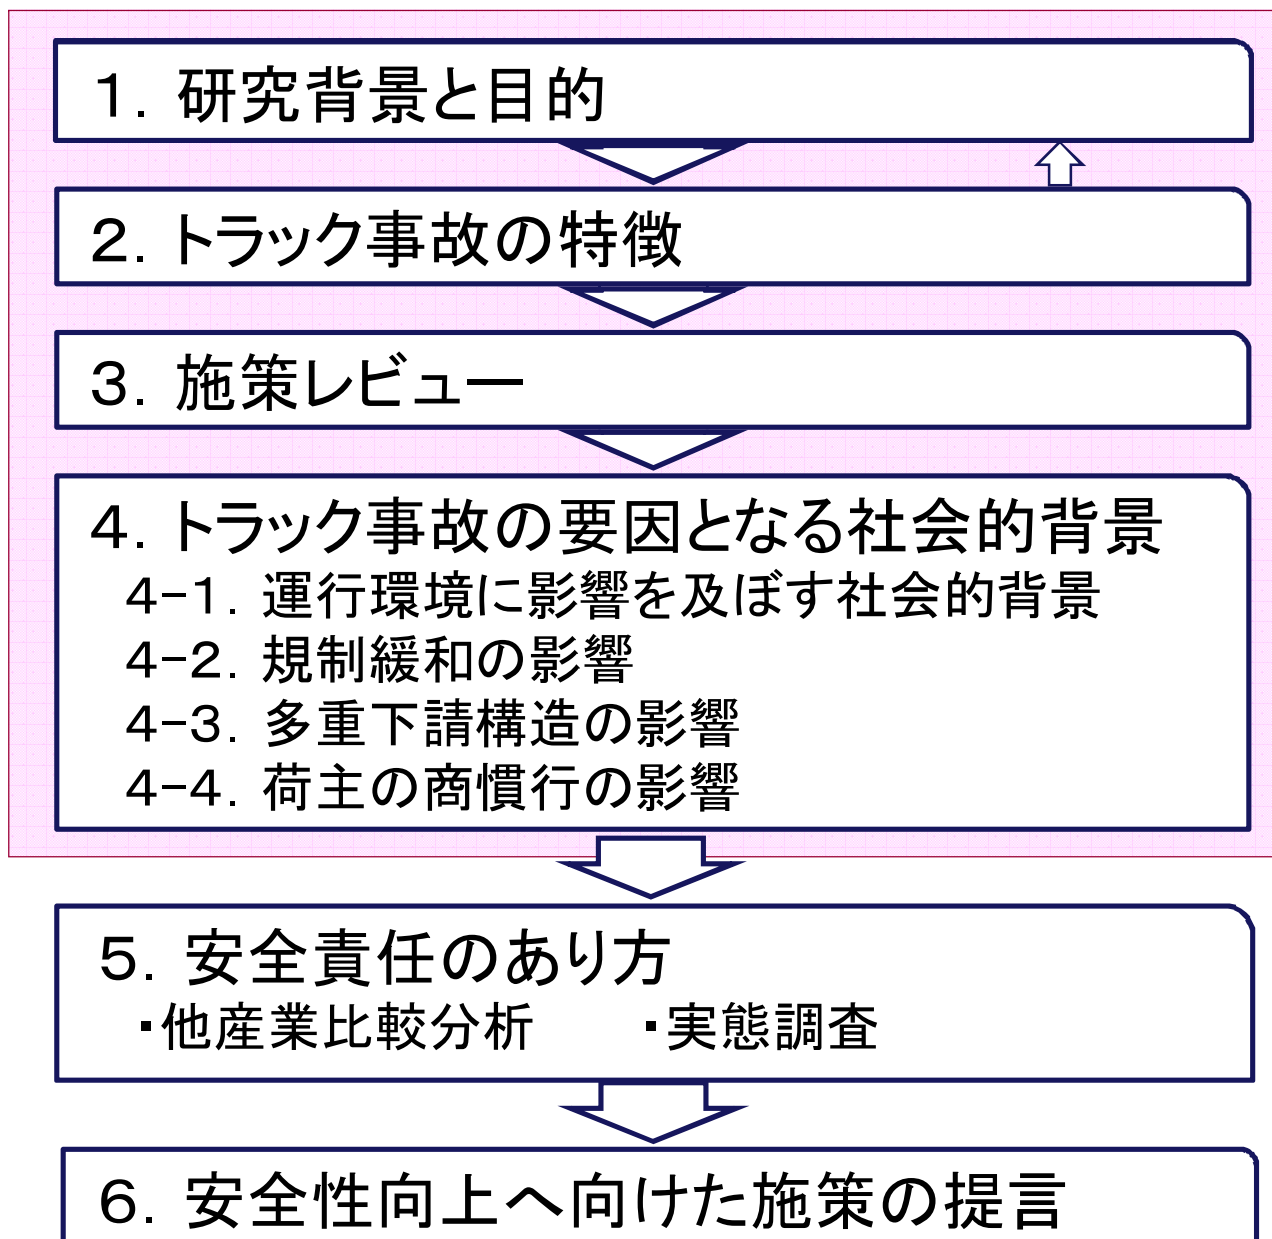 １．研究背景と目的
２．トラック事故の特徴
３．施策レビュー
４．トラック事故の要因となる社会的背景
４－１．運行環境に影響を及ぼす社会的背景
４－２．規制緩和の影響
４－３．多重下請構造の影響
４－４．荷主の商慣行の影響
５．安全責任のあり方
・他産業比較分析　　・実態調査
６．安全性向上へ向けた施策の提言